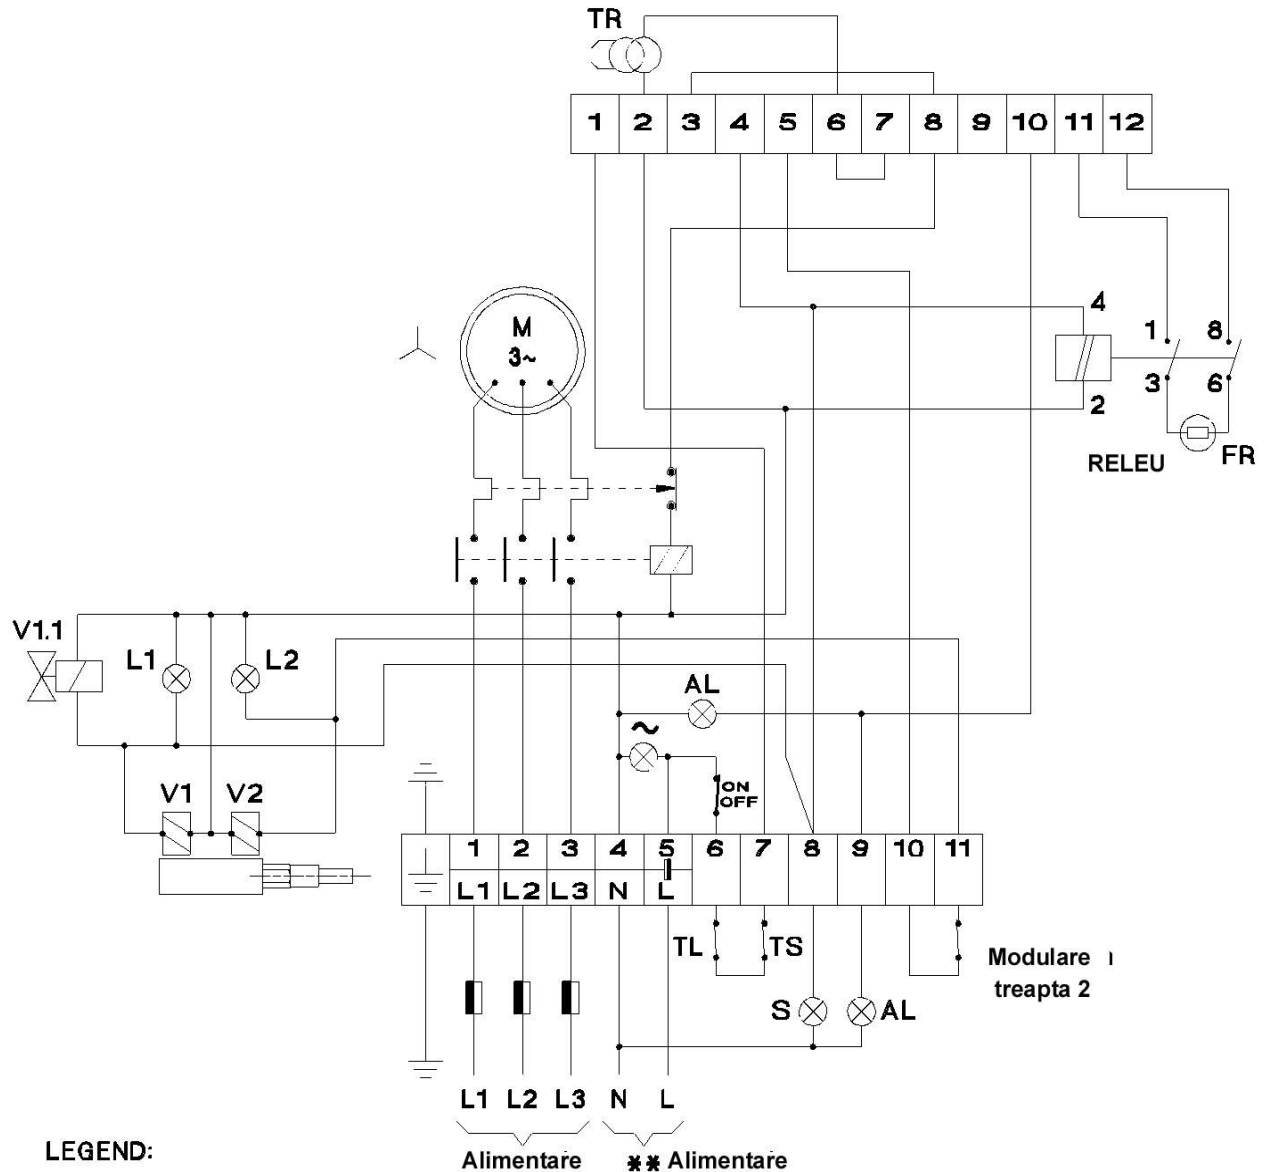 TR
1 2 3 4 5 6 7 8 9 10 11 12
4
M
3~
1 8
3 6
2
RELEU FR
V1.1
L1 L2
AL
~
ON
OFF
V1 V2
1 2 3 4 5 6 7 8 9 10 11
L1 L2 L3 N L
TL TS
Modulare
treapta 2
S AL
L1 L2 L3 N L
LEGEND:
Alimentare ** Alimentare